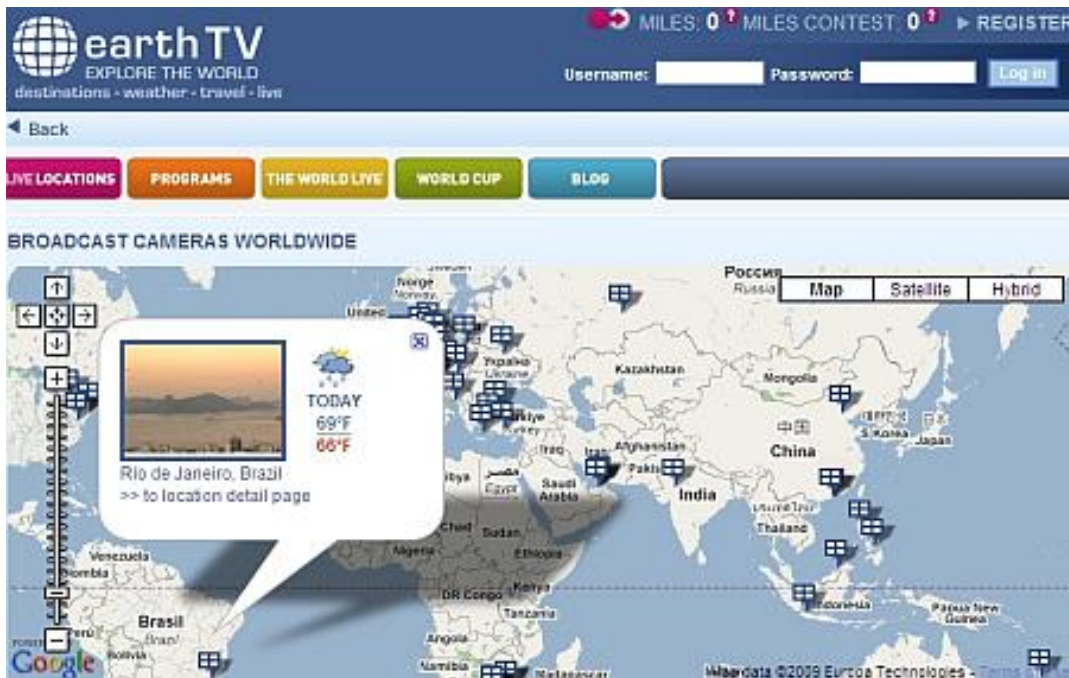 MILES: 0 ? MILES CONTEST: 0 ? REGISTER
earthTV
EXPLORE THE WORLD
destinations - weather - travel - live
Username:
Password:
Log in
Back
LIVE LOCATIONS
PROGRAMS
THE WORLD LIVE
WORLD CUP
BLOG
BROADCAST CAMERAS WORLDWIDE
Map
Satellite
Hybrid
Norge
Norway
United
Россия
Russia
Україна
Ukraine
Kazakhstan
Mongolia
中国
China
S Korea
Japan
TODAY
69°F
66°F
Rio de Janeiro, Brazil
>> to location detail page
Turkey
Iraq
Iran
Afghanistan
مصر
Egypt
Saudi
Arabia
India
Thailand
Chad
Sudan
Nigeria
Ethiopia
Kenya
DR Congo
Tanzania
Angola
Namibia
Madagascar
Venezuela
Brasil
Brazil
Perú
Bolivia
Indonesia
Papua New
Guinea
Google
Map data ©2009 Europa Technologies -